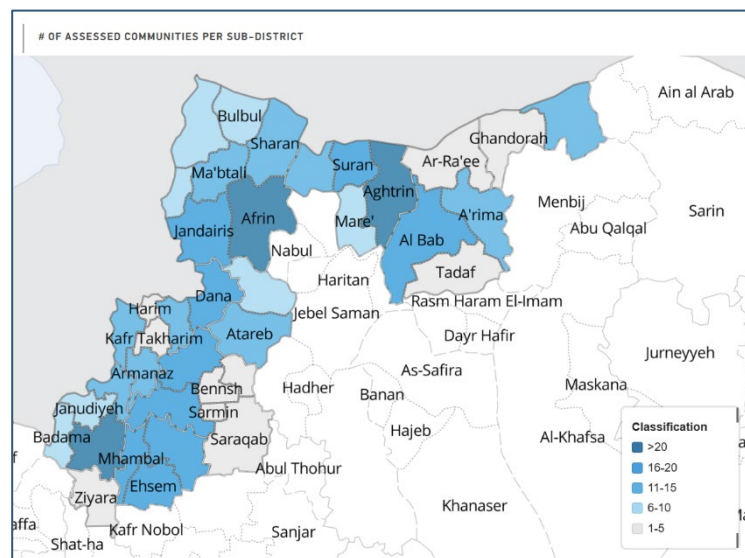 # OF ASSESSED COMMUNITIES PER SUB-DISTRICT
Ain al Arab
Bulbul
Ghandorah
Sharan
Ar-Ra'ee
Ma'btali
Suran
Aghtrin
Menbij
Sarin
Afrin
Mare'
A'rima
Jandairis
Al Bab
Abu Qalqal
Nabul
Tadaf
Haritan
Dana
Rasm Haram El-Imam
Harim
Jebel Saman
Kafr Takharim
Atareb
Dayr Hafir
Jurneyyeh
Armanaz
As-Safira
Bennsh
Hadher
Maskana
Janudiyeh
Sarmin
Banan
Badama
Saraqab
Hajeb
Al-Khafsa
Mhambal
Abul Thohur
Ehsem
Ziyara
Khanaser
Kafr Nobol
Sanjar
Shat-ha
Classification
>20
16-20
11-15
6-10
1-5